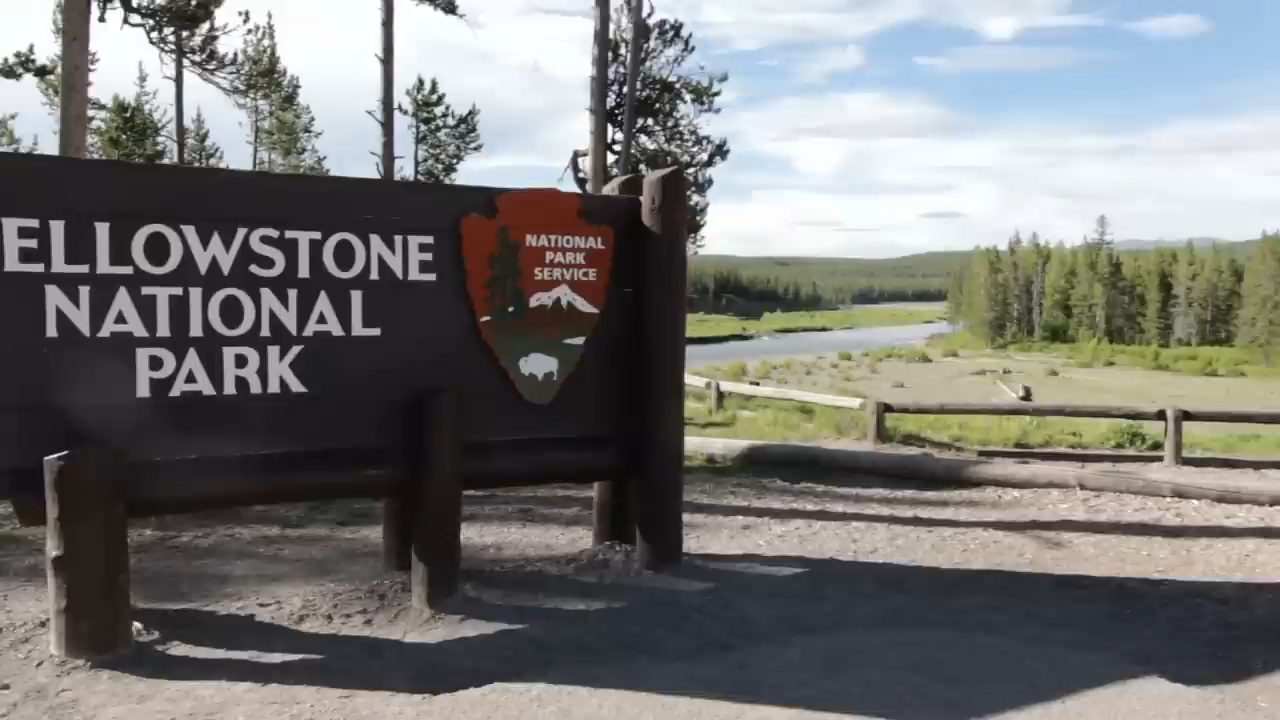 ELLOWSTONE
NATIONAL
PARK
NATIONAL
PARK
SERVICE